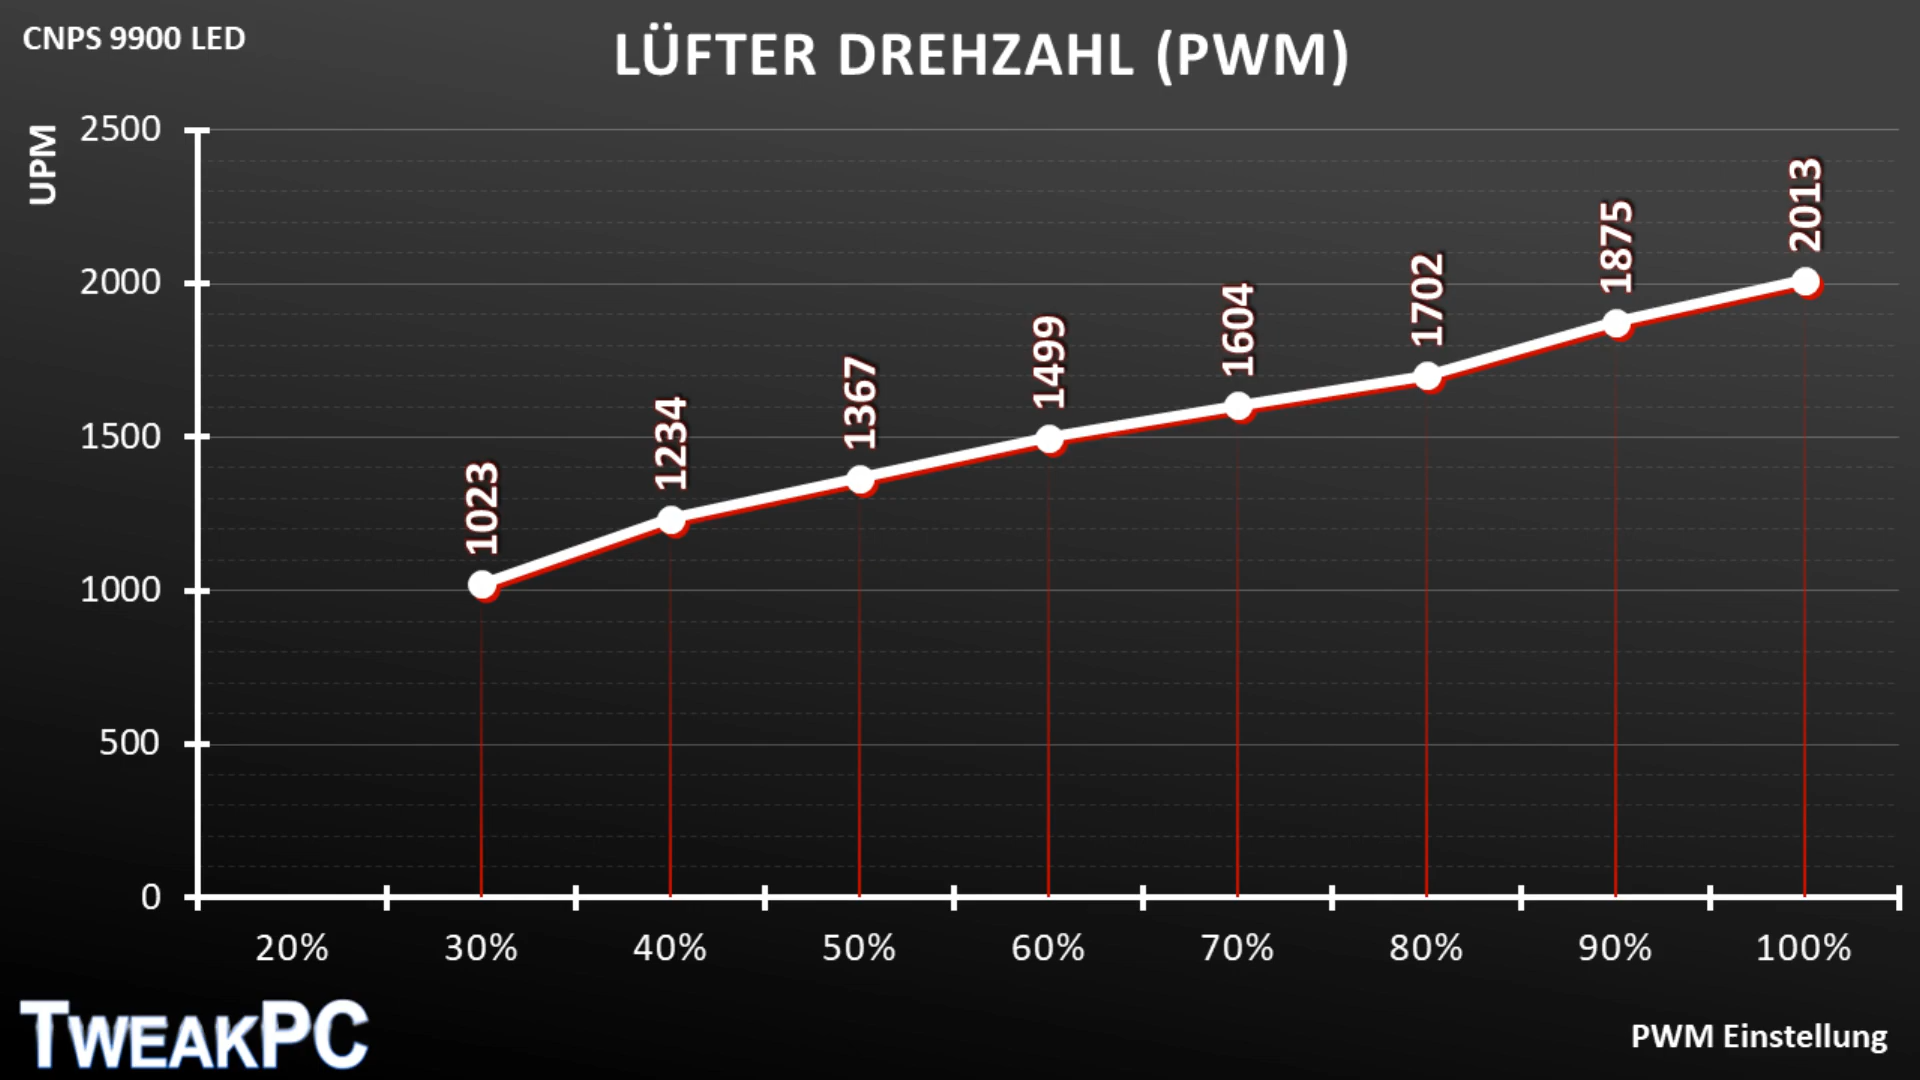 CNPS 9900 LED
LÜFTER DREHZAHL (PWM)
UPM
2500
2000
1500
1000
500
0
1023
1234
1367
1499
1604
1702
1875
2013
20% 30% 40% 50% 60% 70% 80% 90% 100%
TWEAKPC
PWM Einstellung